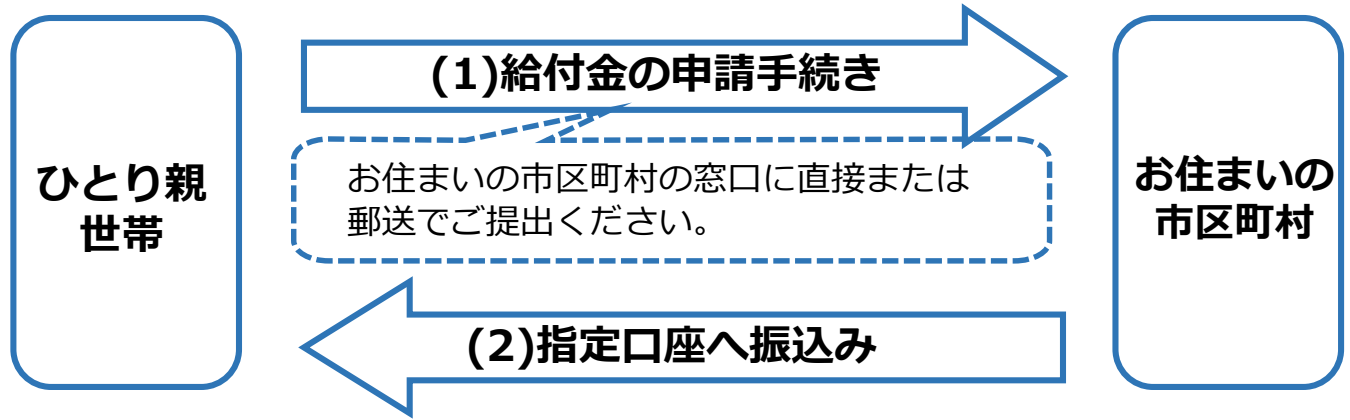 ひとり親
世帯
(1)給付金の申請手続き
お住まいの市区町村の窓口に直接または
郵送でご提出ください。
(2)指定口座へ振込み
お住まいの
市区町村